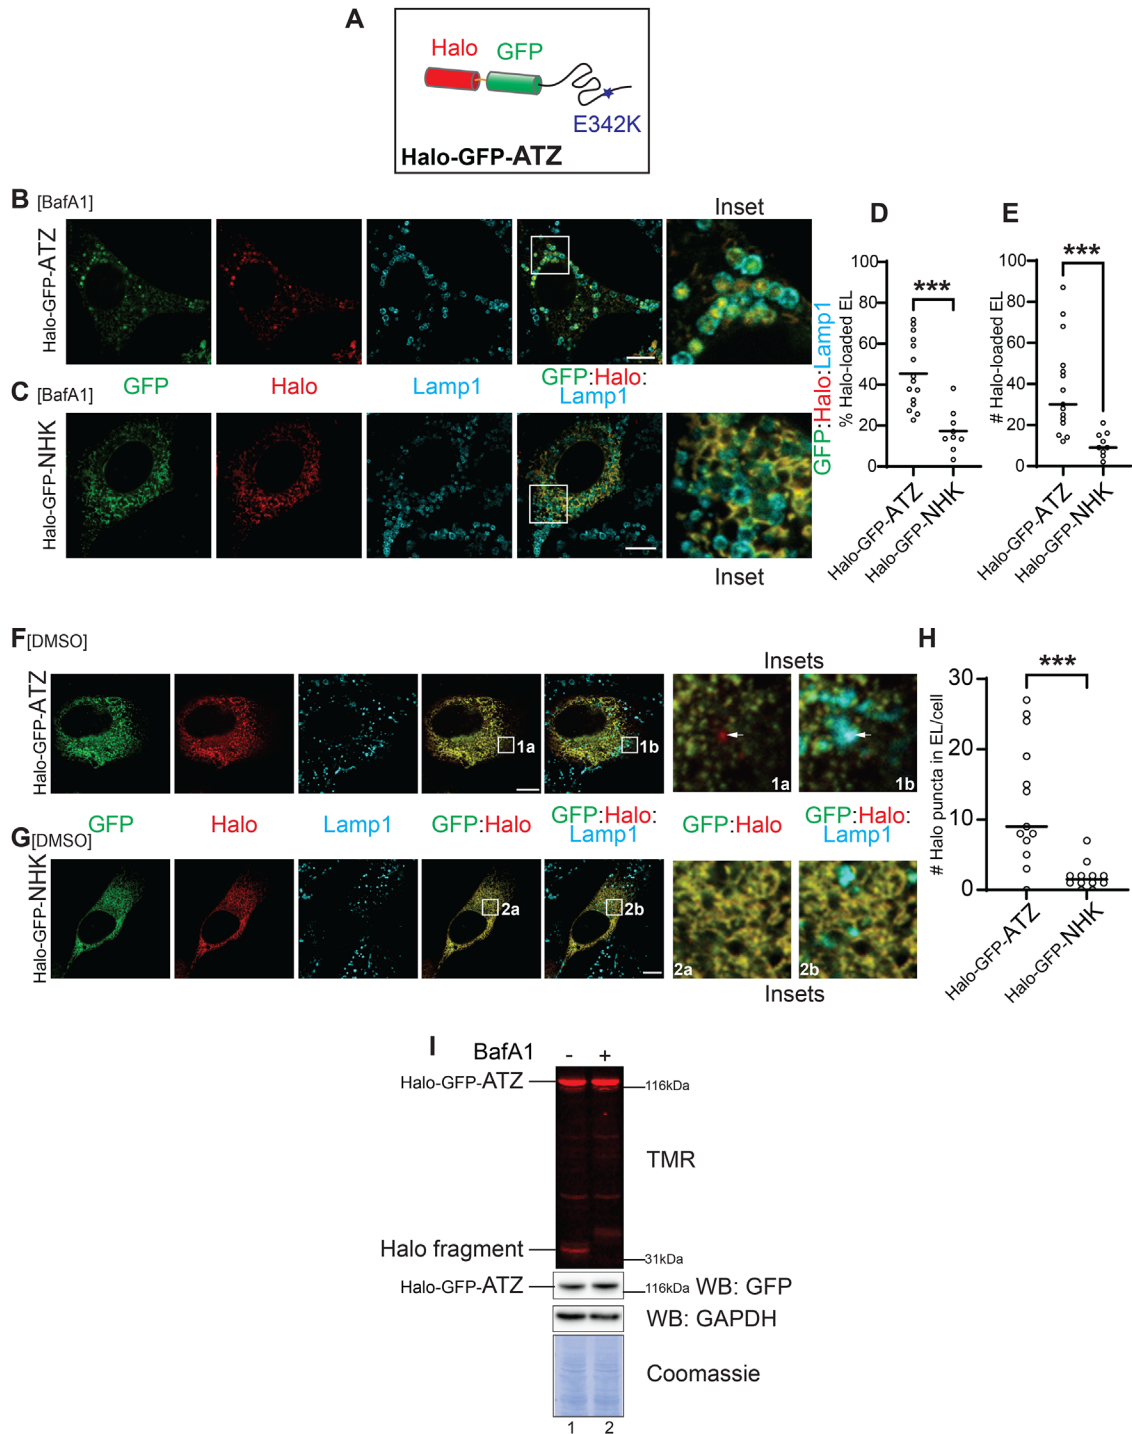 A
Halo
GFP
E342K
Halo-GFP-ATZ
B [BafA1]
Halo-GFP-ATZ
Inset
GFP
Halo
Lamp1
GFP:Halo:
Lamp1
GFP:Halo:Lamp1
C [BafA1]
Halo-GFP-NHK
Inset
D
% Halo-loaded EL
100
80
60
40
20
0
***
Halo-GFP-ATZ
Halo-GFP-NHK
E
# Halo-loaded EL
100
80
60
40
20
0
***
Halo-GFP-ATZ
Halo-GFP-NHK
F[DMSO]
Halo-GFP-ATZ
Insets
1a
1b
1a
1b
GFP
Halo
Lamp1
GFP:Halo
GFP:Halo:
Lamp1
GFP:Halo
GFP:Halo:
Lamp1
G[DMSO]
Halo-GFP-NHK
2a
2b
2a
2b
Insets
H
# Halo puncta in EL/cell
30
20
10
0
***
Halo-GFP-ATZ
Halo-GFP-NHK
I
BafA1 - +
Halo-GFP-ATZ
116kDa
TMR
Halo fragment
31kDa
Halo-GFP-ATZ
116kDa WB: GFP
WB: GAPDH
Coomassie
1 2